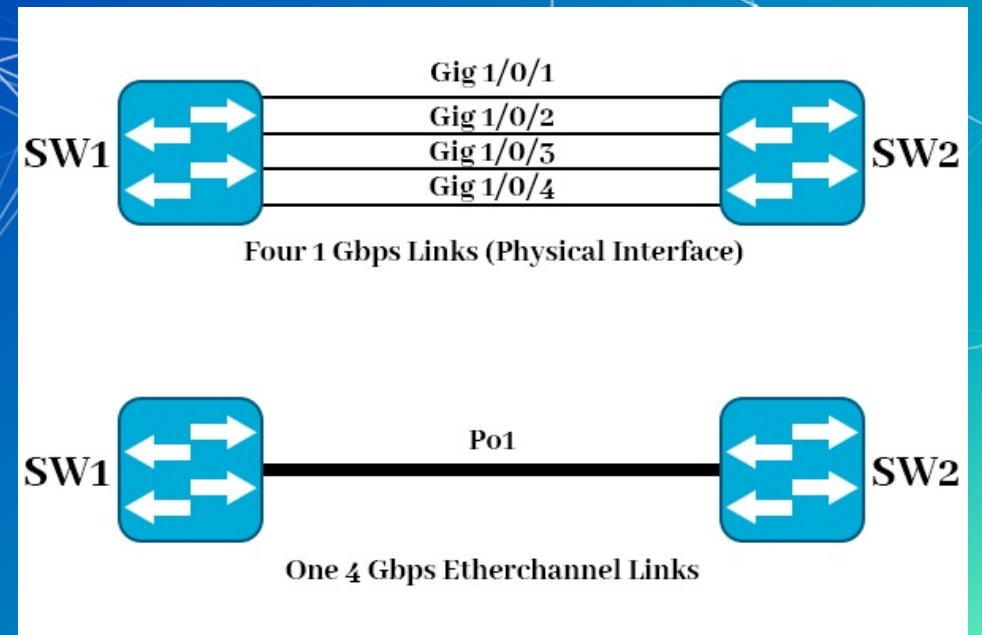 Gig 1/0/1
Gig 1/0/2
SW1
Gig 1/0/3
SW2
Gig 1/0/4
Four 1 Gbps Links (Physical Interface)
Po1
SW1
SW2
One 4 Gbps Etherchannel Links